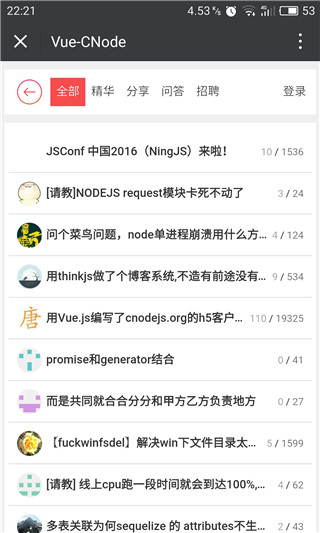 22:21 4.53K/s 4G 53
Vue-CNode
全部 精华 分享 问答 招聘 登录
JSConf 中国2016（NingJS）来啦！ 10 / 1536
[请教]NODEJS request模块卡死不动了 3 / 24
问个菜鸟问题，node单进程崩溃用什么方... 4 / 124
用thinkjs做了个博客系统,不造有前途没有... 9 / 534
唐 用Vue.js编写了cnodejs.org的h5客户... 110 / 19325
promise和generator结合 0 / 41
而是共同就合合分分和甲方乙方负责地方 0 / 27
【fuckwinfsdel】解决win下文件目录太... 5 / 1599
[请教] 线上cpu跑一段时间就会到达100%,... 4 / 62
多表关联为何sequelize 的 attributes不生...